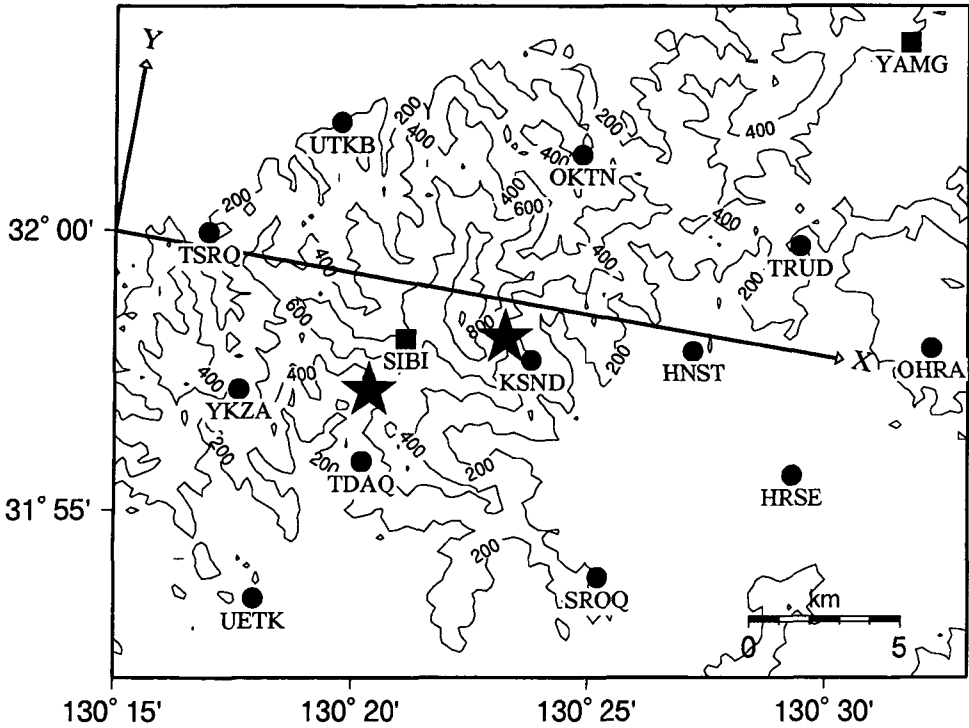 Y
YAMG
200
400
UTKB
200
400
OKTN
400
400
600
400
200
32° 00'
TSRQ
400
TRUD
200
600
800
SIBI
KSND
200
X
HNST
OHRA
400
400
YKZA
400
200
200
TDAQ
200
HRSE
31° 55'
200
SROQ
UETK
km
0 5
130° 15' 130° 20' 130° 25' 130° 30'